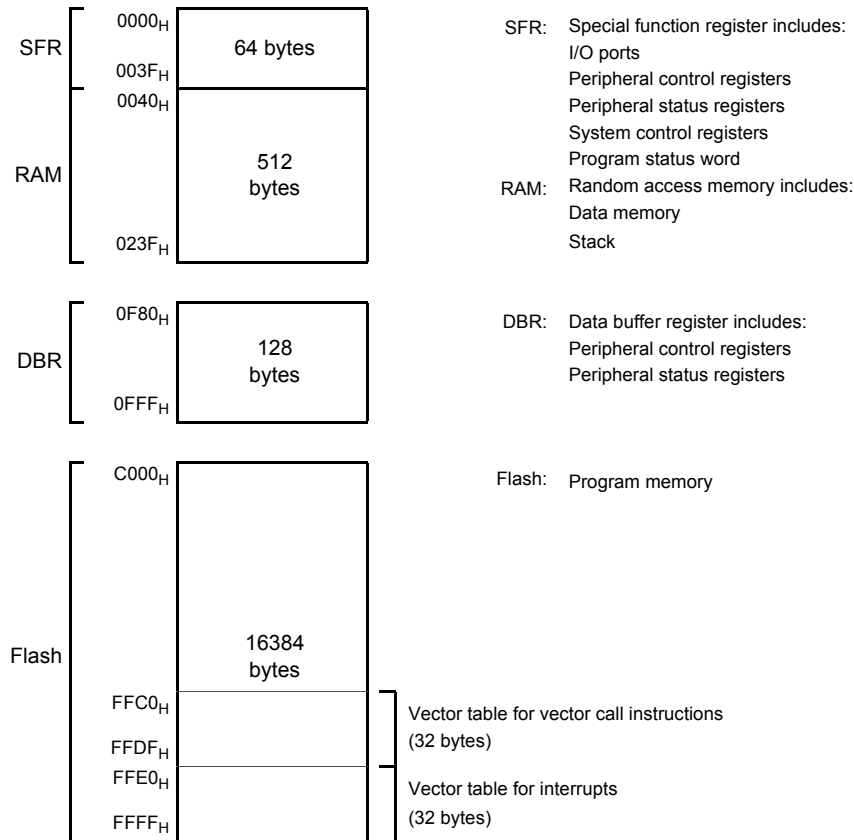 0000H
SFR
64 bytes
003FH
0040H
RAM
512
bytes
023FH
SFR: Special function register includes:
I/O ports
Peripheral control registers
Peripheral status registers
System control registers
Program status word
RAM: Random access memory includes:
Data memory
Stack
0F80H
DBR
128
bytes
0FFFH
DBR: Data buffer register includes:
Peripheral control registers
Peripheral status registers
C000H
Flash: Program memory
Flash
16384
bytes
FFC0H
Vector table for vector call instructions
(32 bytes)
FFDFH
FFE0H
Vector table for interrupts
(32 bytes)
FFFFH